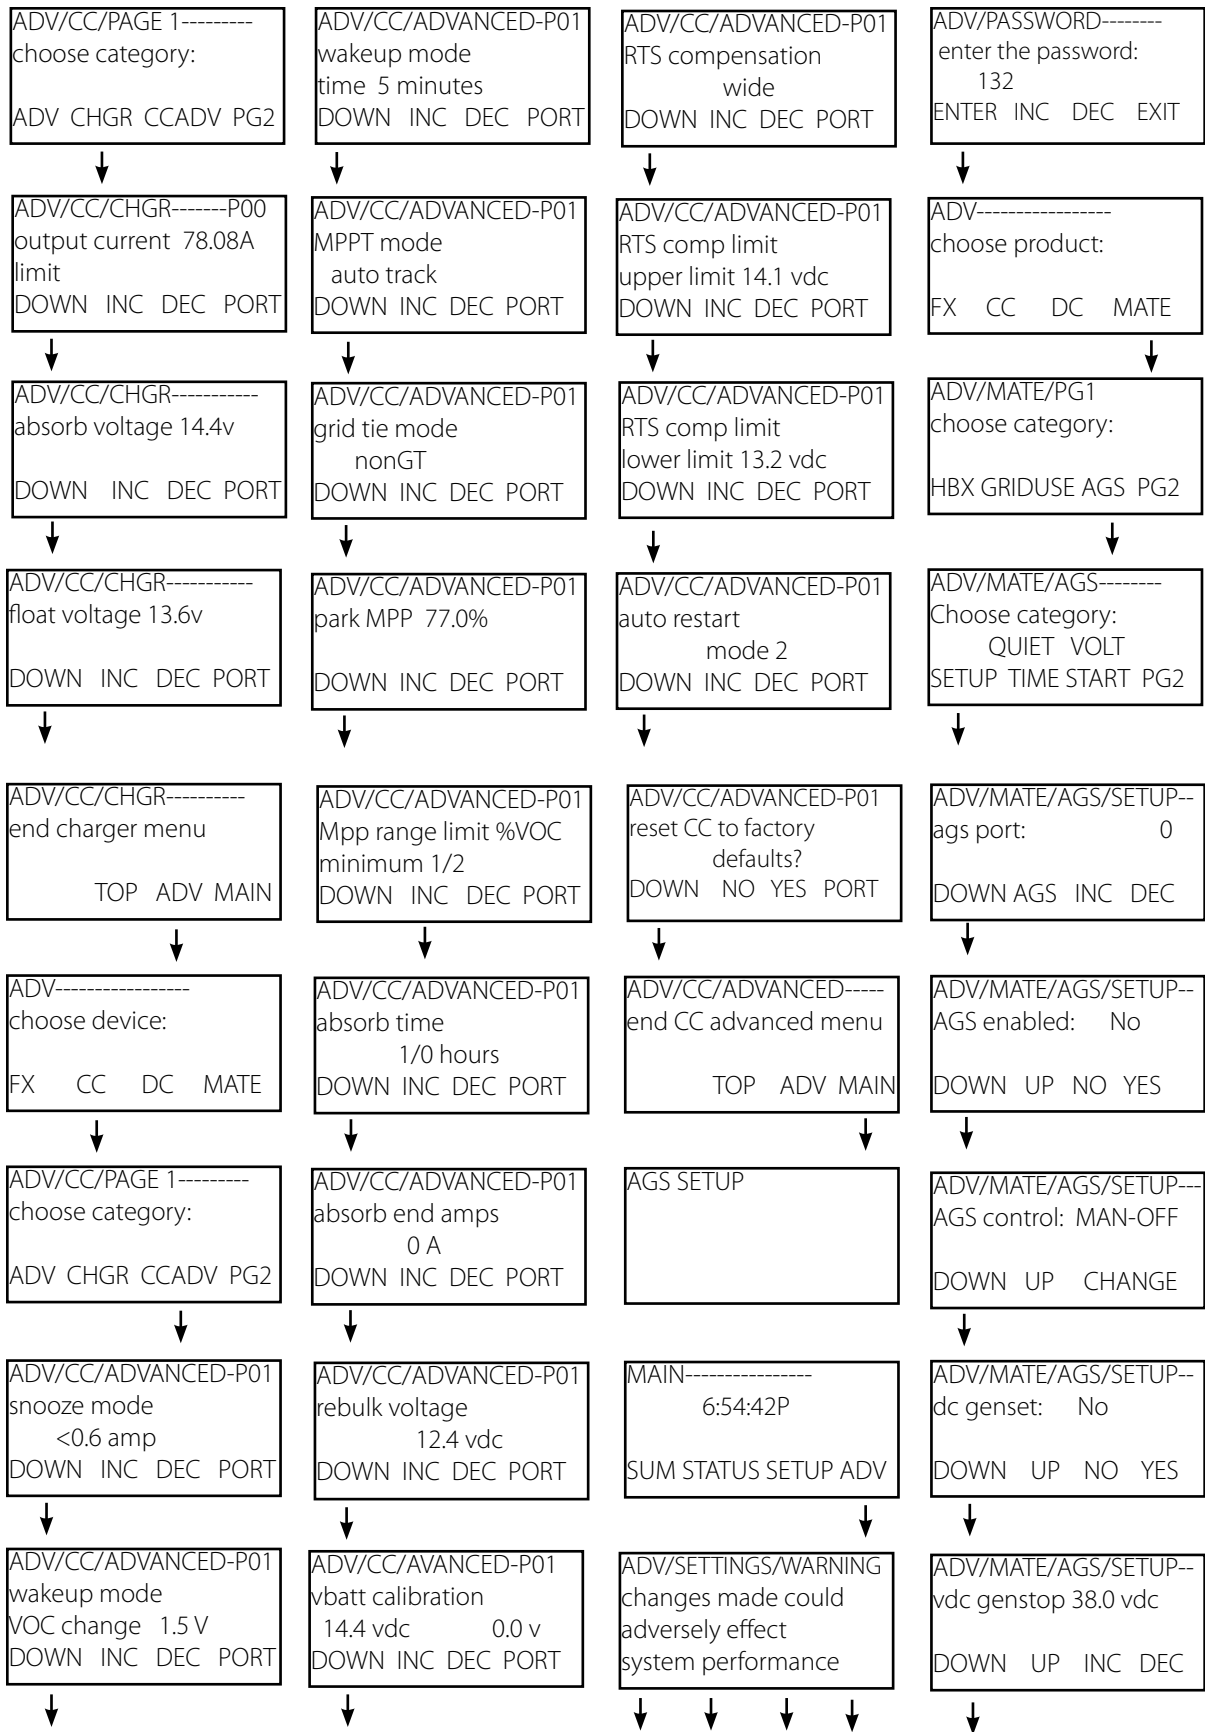 ADV/CC/PAGE 1---------
choose category:
ADV CHGR CCADV PG2
ADV/CC/CHGR-------P00
output current 78.08A
limit
DOWN INC DEC PORT
ADV/CC/CHGR-----------
absorb voltage 14.4v
DOWN INC DEC PORT
ADV/CC/CHGR-----------
float voltage 13.6v
DOWN INC DEC PORT
ADV/CC/CHGR----------
end charger menu
TOP ADV MAIN
ADV-----------------
choose device:
FX CC DC MATE
ADV/CC/PAGE 1---------
choose category:
ADV CHGR CCADV PG2
ADV/CC/ADVANCED-P01
snooze mode
<0.6 amp
DOWN INC DEC PORT
ADV/CC/ADVANCED-P01
wakeup mode
VOC change 1.5 V
DOWN INC DEC PORT
ADV/CC/ADVANCED-P01
wakeup mode
time 5 minutes
DOWN INC DEC PORT
ADV/CC/ADVANCED-P01
MPPT mode
auto track
DOWN INC DEC PORT
ADV/CC/ADVANCED-P01
grid tie mode
nonGT
DOWN INC DEC PORT
ADV/CC/ADVANCED-P01
park MPP 77.0%
DOWN INC DEC PORT
ADV/CC/ADVANCED-P01
Mpp range limit %VOC
minimum 1/2
DOWN INC DEC PORT
ADV/CC/ADVANCED-P01
absorb time
1/0 hours
DOWN INC DEC PORT
ADV/CC/ADVANCED-P01
absorb end amps
0 A
DOWN INC DEC PORT
ADV/CC/ADVANCED-P01
rebulk voltage
12.4 vdc
DOWN INC DEC PORT
ADV/CC/AVANCED-P01
vbatt calibration
14.4 vdc 0.0 v
DOWN INC DEC PORT
ADV/CC/ADVANCED-P01
RTS compensation
wide
DOWN INC DEC PORT
ADV/CC/ADVANCED-P01
RTS comp limit
upper limit 14.1 vdc
DOWN INC DEC PORT
ADV/CC/ADVANCED-P01
RTS comp limit
lower limit 13.2 vdc
DOWN INC DEC PORT
ADV/CC/ADVANCED-P01
auto restart
mode 2
DOWN INC DEC PORT
ADV/CC/ADVANCED-P01
reset CC to factory
defaults?
DOWN NO YES PORT
ADV/CC/ADVANCED-----
end CC advanced menu
TOP ADV MAIN
AGS SETUP
MAIN----------------
6:54:42P
SUM STATUS SETUP ADV
ADV/SETTINGS/WARNING
changes made could
adversely effect
system performance
ADV/PASSWORD--------
enter the password:
132
ENTER INC DEC EXIT
ADV-----------------
choose product:
FX CC DC MATE
ADV/MATE/PG1
choose category:
HBX GRIDUSE AGS PG2
ADV/MATE/AGS--------
Choose category:
QUIET VOLT
SETUP TIME START PG2
ADV/MATE/AGS/SETUP--
ags port: 0
DOWN AGS INC DEC
ADV/MATE/AGS/SETUP--
AGS enabled: No
DOWN UP NO YES
ADV/MATE/AGS/SETUP---
AGS control: MAN-OFF
DOWN UP CHANGE
ADV/MATE/AGS/SETUP--
dc genset: No
DOWN UP NO YES
ADV/MATE/AGS/SETUP--
vdc genstop 38.0 vdc
DOWN UP INC DEC